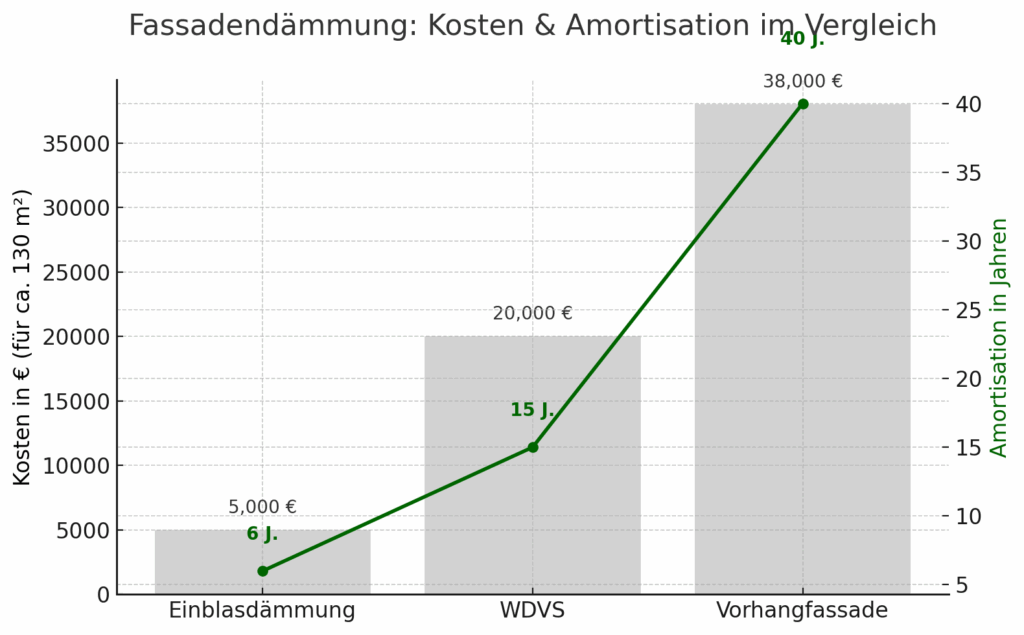 Fassadendämmung: Kosten & Amortisation im Vergleich
40 J.
38,000 €
20,000 €
15 J.
5,000 €
6 J.
Kosten in € (für ca. 130 m²)
35000
30000
25000
20000
15000
10000
5000
0
40
35
30
25
20
15
10
5
Amortisation in Jahren
Einblasdämmung
WDVS
Vorhangfassade